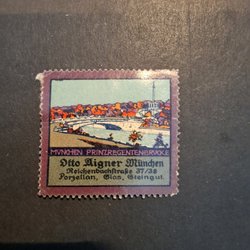 MÜNCHEN PRINZREGENTENBRÜCKE
Otto Aigner München
Reichenbachstraße 37/38
Porzellan, Glas, Steingut.